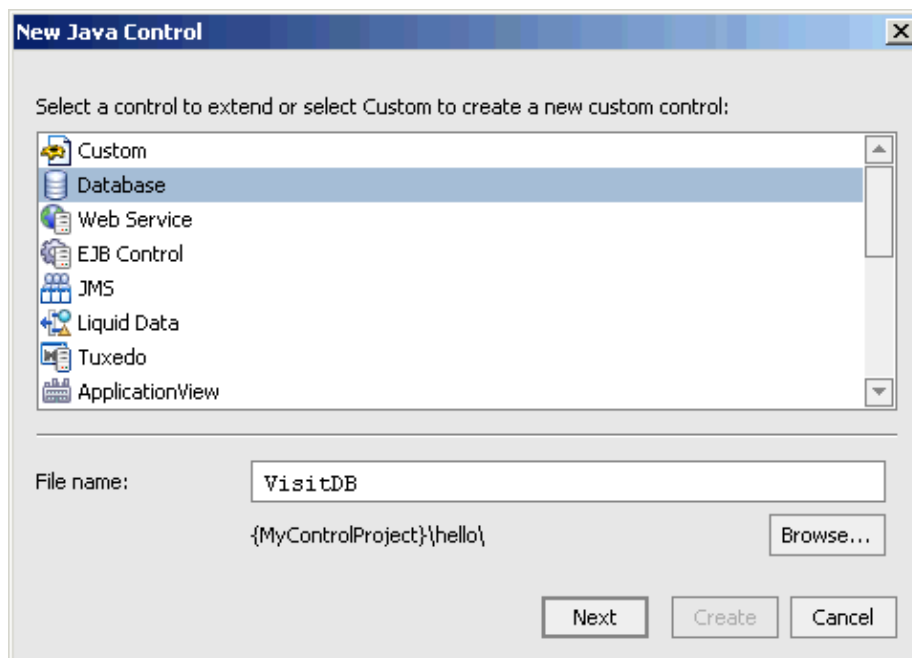 New Java Control
Select a control to extend or select Custom to create a new custom control:
Custom
Database
Web Service
EJB Control
JMS
Liquid Data
Tuxedo
ApplicationView
File name:
VisitDB
{MyControlProject}\hello\
Browse...
Next
Create
Cancel